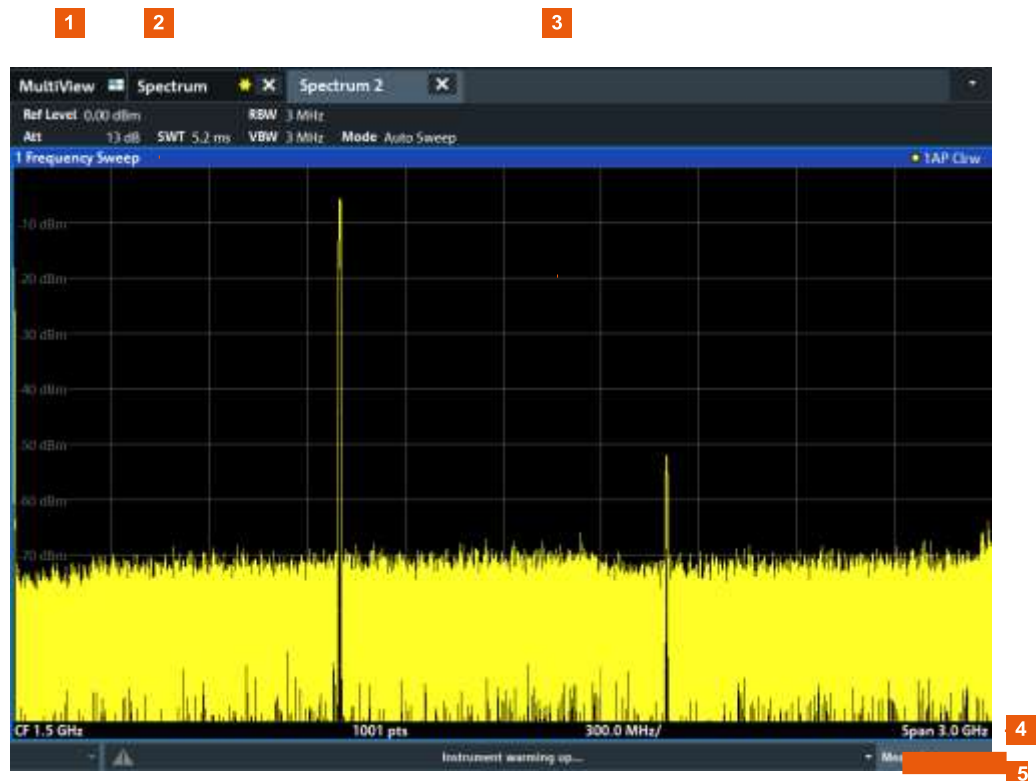 1 2 3
MultiView Spectrum Spectrum 2
Ref Level 0.00 dBm RBW 3 MHz
Att 13 dB SWT 5.2 ms VBW 3 MHz Mode Auto Sweep
1 Frequency Sweep 1AP Clrw
-10 dBm
-20 dBm
-30 dBm
-40 dBm
-50 dBm
-60 dBm
-70 dBm
CF 1.5 GHz 1001 pts 300.0 MHz/ Span 3.0 GHz
4
Instrument warming up...
5